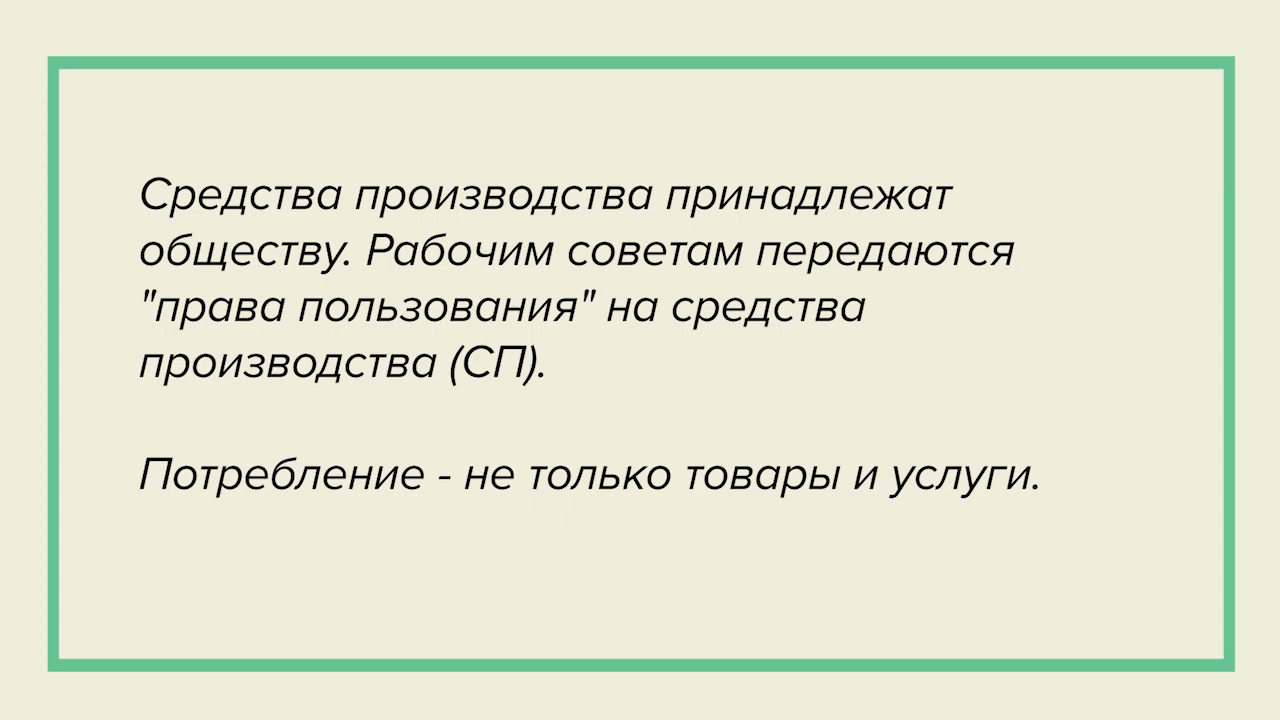 Средства производства принадлежат
обществу. Рабочим советам передаются
"права пользования" на средства
производства (СП).
Потребление - не только товары и услуги.